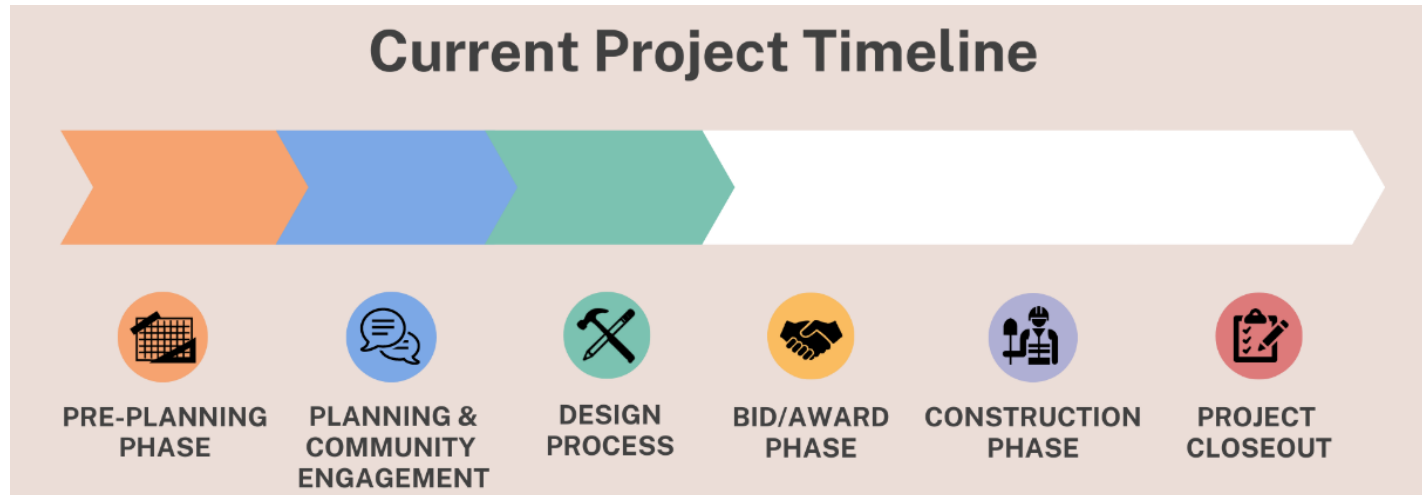 Current Project Timeline
PRE-PLANNING
PHASE
PLANNING &
COMMUNITY
ENGAGEMENT
DESIGN
PROCESS
BID/AWARD
PHASE
CONSTRUCTION
PHASE
PROJECT
CLOSEOUT